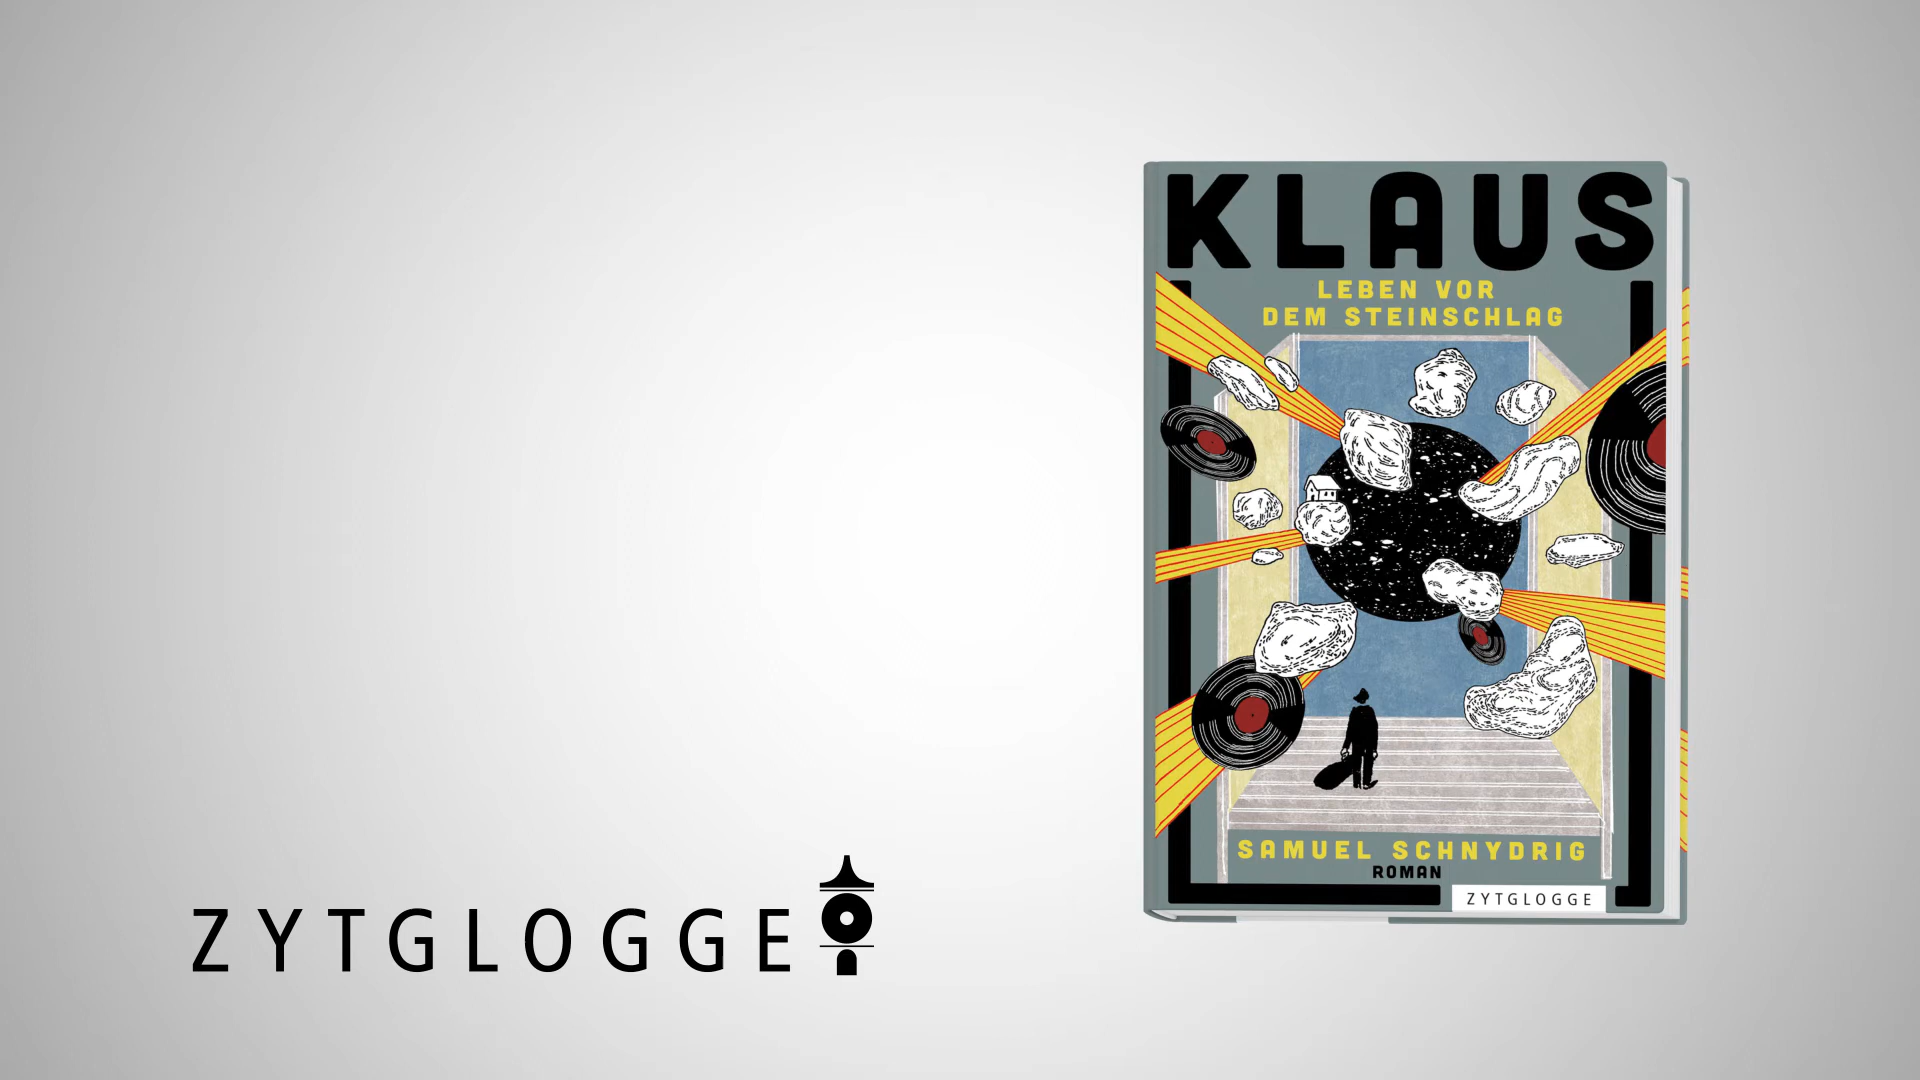 KLAUS
LEBEN VOR
DEM STEINSCHLAG
SAMUEL SCHNYDRIG
ROMAN
ZYTGLOGGE
ZYTGLOGGE